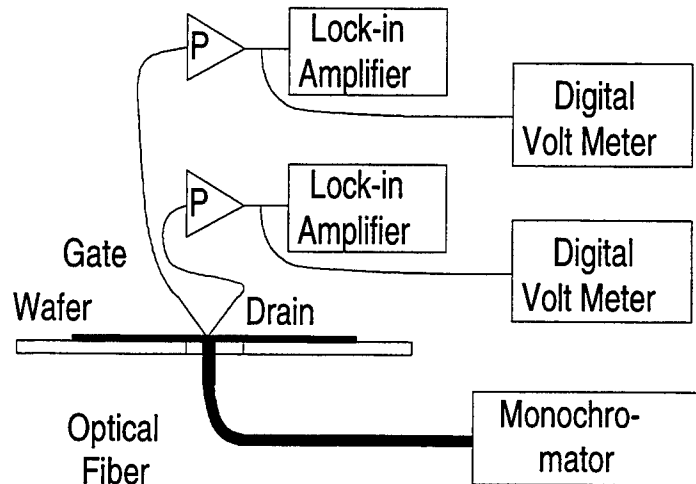 P
Lock-in
Amplifier
Digital
Volt Meter
P
Lock-in
Amplifier
Digital
Volt Meter
Gate
Wafer
Drain
Optical
Fiber
Monochro-
mator